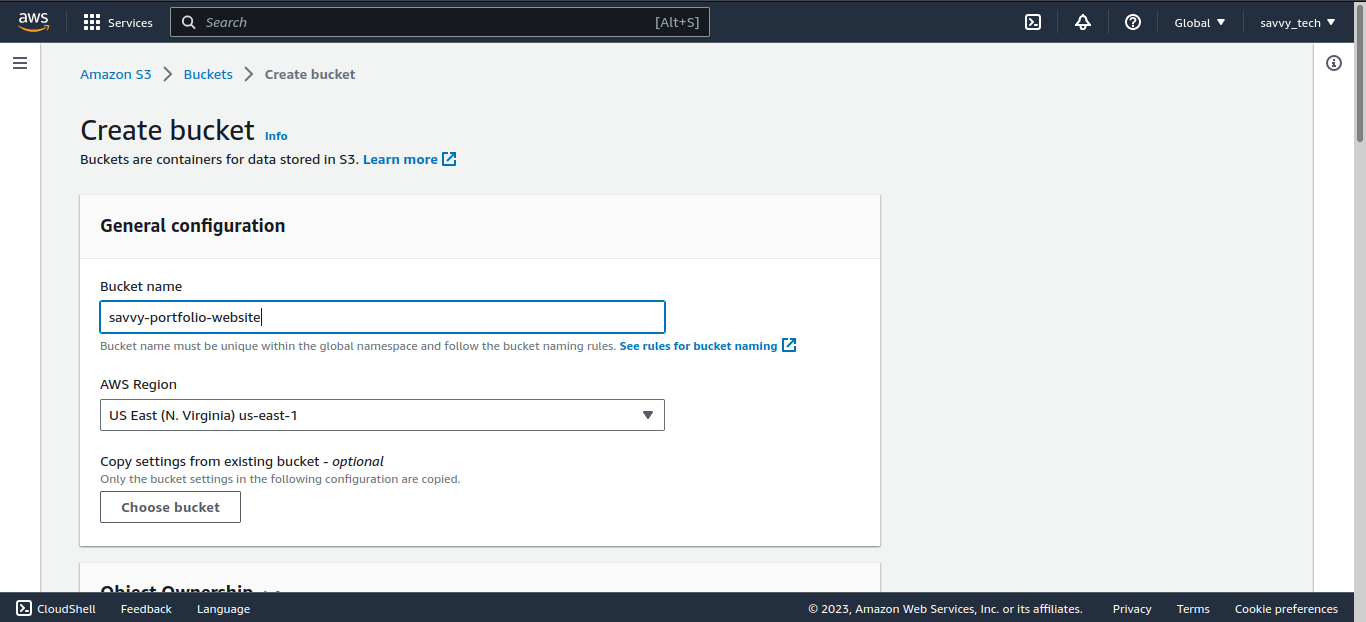 aws Services Search [Alt+S] Global savvy_tech
Amazon S3 Buckets Create bucket
Create bucket Info
Buckets are containers for data stored in S3. Learn more
General configuration
Bucket name
savvy-portfolio-website
Bucket name must be unique within the global namespace and follow the bucket naming rules. See rules for bucket naming
AWS Region
US East (N. Virginia) us-east-1
Copy settings from existing bucket - optional
Only the bucket settings in the following configuration are copied.
Choose bucket
Object Ownership
CloudShell Feedback Language © 2023, Amazon Web Services, Inc. or its affiliates. Privacy Terms Cookie preferences